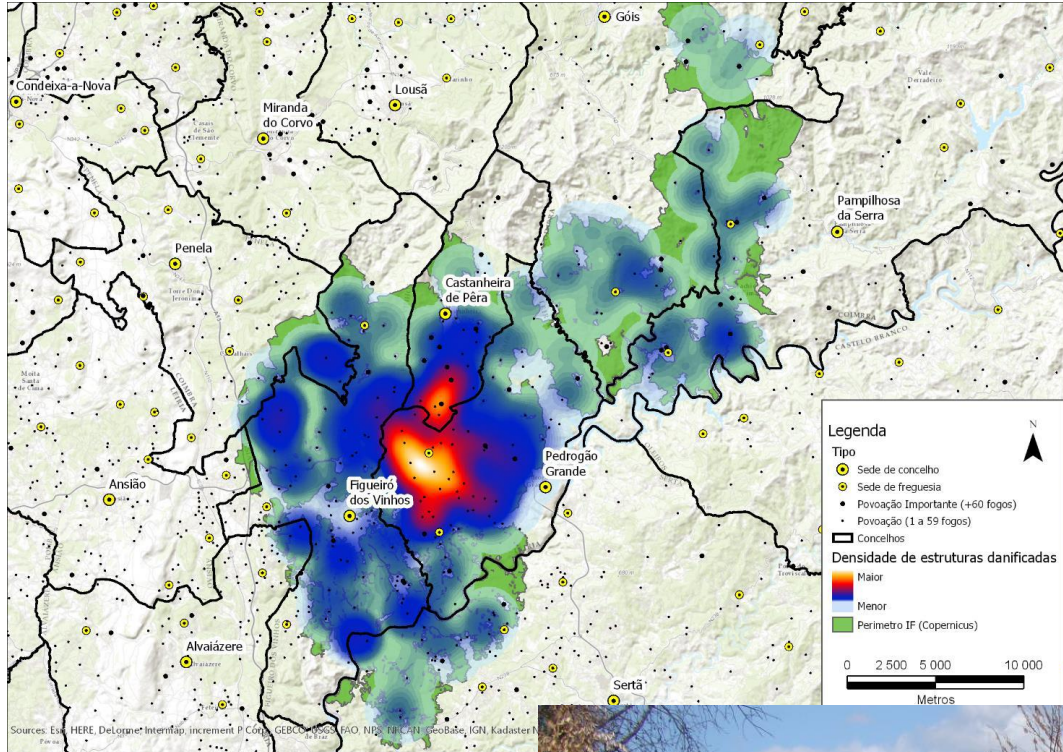 Góis
Condeixa-a-Nova
Lousã
Miranda
do Corvo
Pampilhosa
da Serra
Penela
Castanheira
de Pêra
COIMBRA
CASTELO BRANCO
Pedrogão
Grande
Ansião
Figueiró
dos Vinhos
Alvaiázere
Sertã
Legenda
N
Tipo
Sede de concelho
Sede de freguesia
Povoação Importante (+60 fogos)
Povoação (1 a 59 fogos)
Concelhos
Densidade de estruturas danificadas
Maior
Menor
Perimetro IF (Copernicus)
0 2 500 5 000 10 000
Metros
Sources: Esri, HERE, DeLorme, Intermap, increment P Corp., GEBCO, USGS, FAO, NPS, NRCAN, GeoBase, IGN, Kadaster N